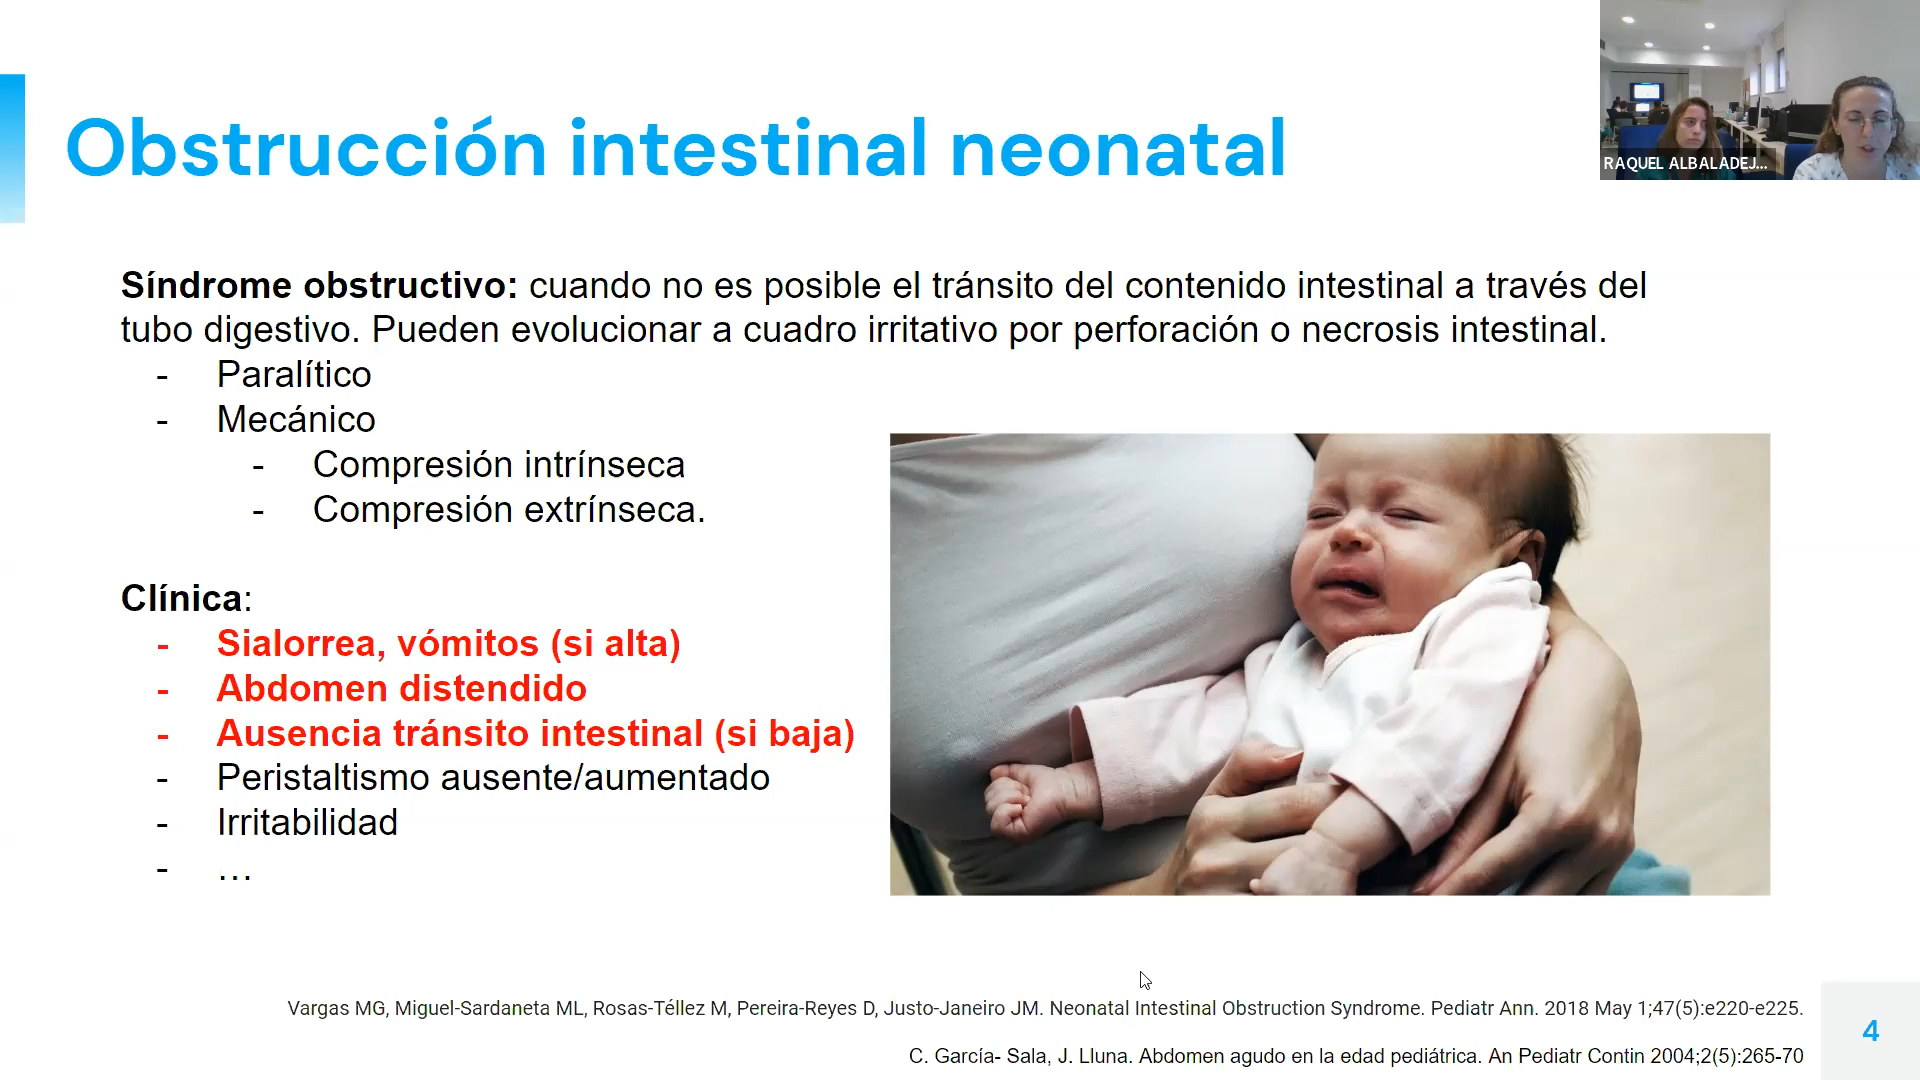 RAQUEL ALBALADEJ...
Obstrucción intestinal neonatal
Síndrome obstructivo: cuando no es posible el tránsito del contenido intestinal a través del
tubo digestivo. Pueden evolucionar a cuadro irritativo por perforación o necrosis intestinal.
- Paralítico
- Mecánico
- Compresión intrínseca
- Compresión extrínseca.
Clínica:
- Sialorrea, vómitos (si alta)
- Abdomen distendido
- Ausencia tránsito intestinal (si baja)
- Peristaltismo ausente/aumentado
- Irritabilidad
- …
Vargas MG, Miguel-Sardaneta ML, Rosas-Téllez M, Pereira-Reyes D, Justo-Janeiro JM. Neonatal Intestinal Obstruction Syndrome. Pediatr Ann. 2018 May 1;47(5):e220-e225.
C. García- Sala, J. Lluna. Abdomen agudo en la edad pediátrica. An Pediatr Contin 2004;2(5):265-70
4